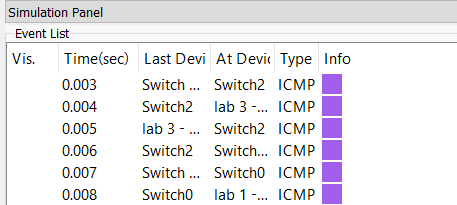 Simulation Panel
Event List
Vis. Time(sec) Last Devi At Devic Type Info
0.003 Switch ... Switch2 ICMP
0.004 Switch2 lab 3 -... ICMP
0.005 lab 3 - ... Switch2 ICMP
0.006 Switch2 Switch... ICMP
0.007 Switch ... Switch0 ICMP
0.008 Switch0 lab 1 -... ICMP